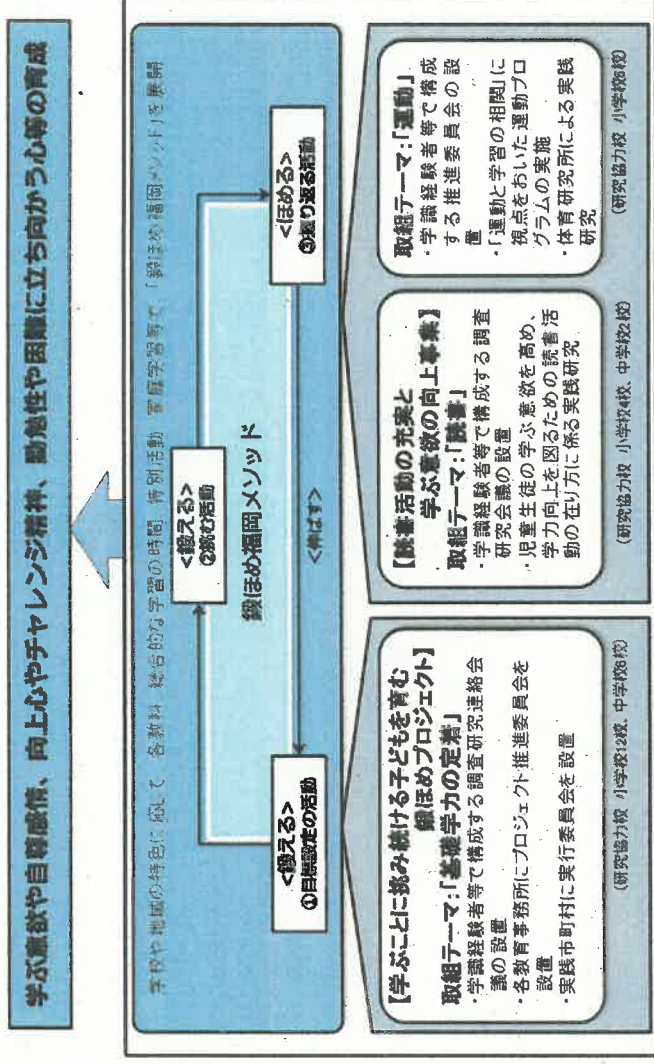 学ぶ意欲や自尊感情、向上心やチャレンジ精神、勤勉性や困難に立ち向かう心等の育成
学校や地域の特色に応じて 各教科 総合的な学習の時間 特別活動 家庭学習等で「鍛ほめ福岡メソッド」を展開
<鍛える>
②挑む活動
鍛ほめ福岡メソッド
<鍛える>
①目標設定の活動
<伸ばす>
<ほめる>
③振り返る活動
【学ぶことに挑み続ける子どもを育む
鍛ほめプロジェクト】
取組テーマ:「基礎学力の定着」
・学識経験者等で構成する調査研究連絡会
議の設置
・各教育事務所にプロジェクト推進委員会を
設置
・実践市町村に実行委員会を設置
(研究協力校 小学校12校、中学校6校)
【読書活動の充実と
学ぶ意欲の向上事業】
取組テーマ:「読書」
・学識経験者等で構成する調査
研究会議の設置
・児童生徒の学ぶ意欲を高め、
学力向上を図るための読書活
動の在り方に係る実践研究
(研究協力校 小学校4校、中学校2校)
取組テーマ:「運動」
・学識経験者等で構成
する推進委員会の設
置
・「運動と学習の相関」に
視点をおいた運動プロ
グラムの実施
・体育研究所による実践
研究
(研究協力校 小学校6校)